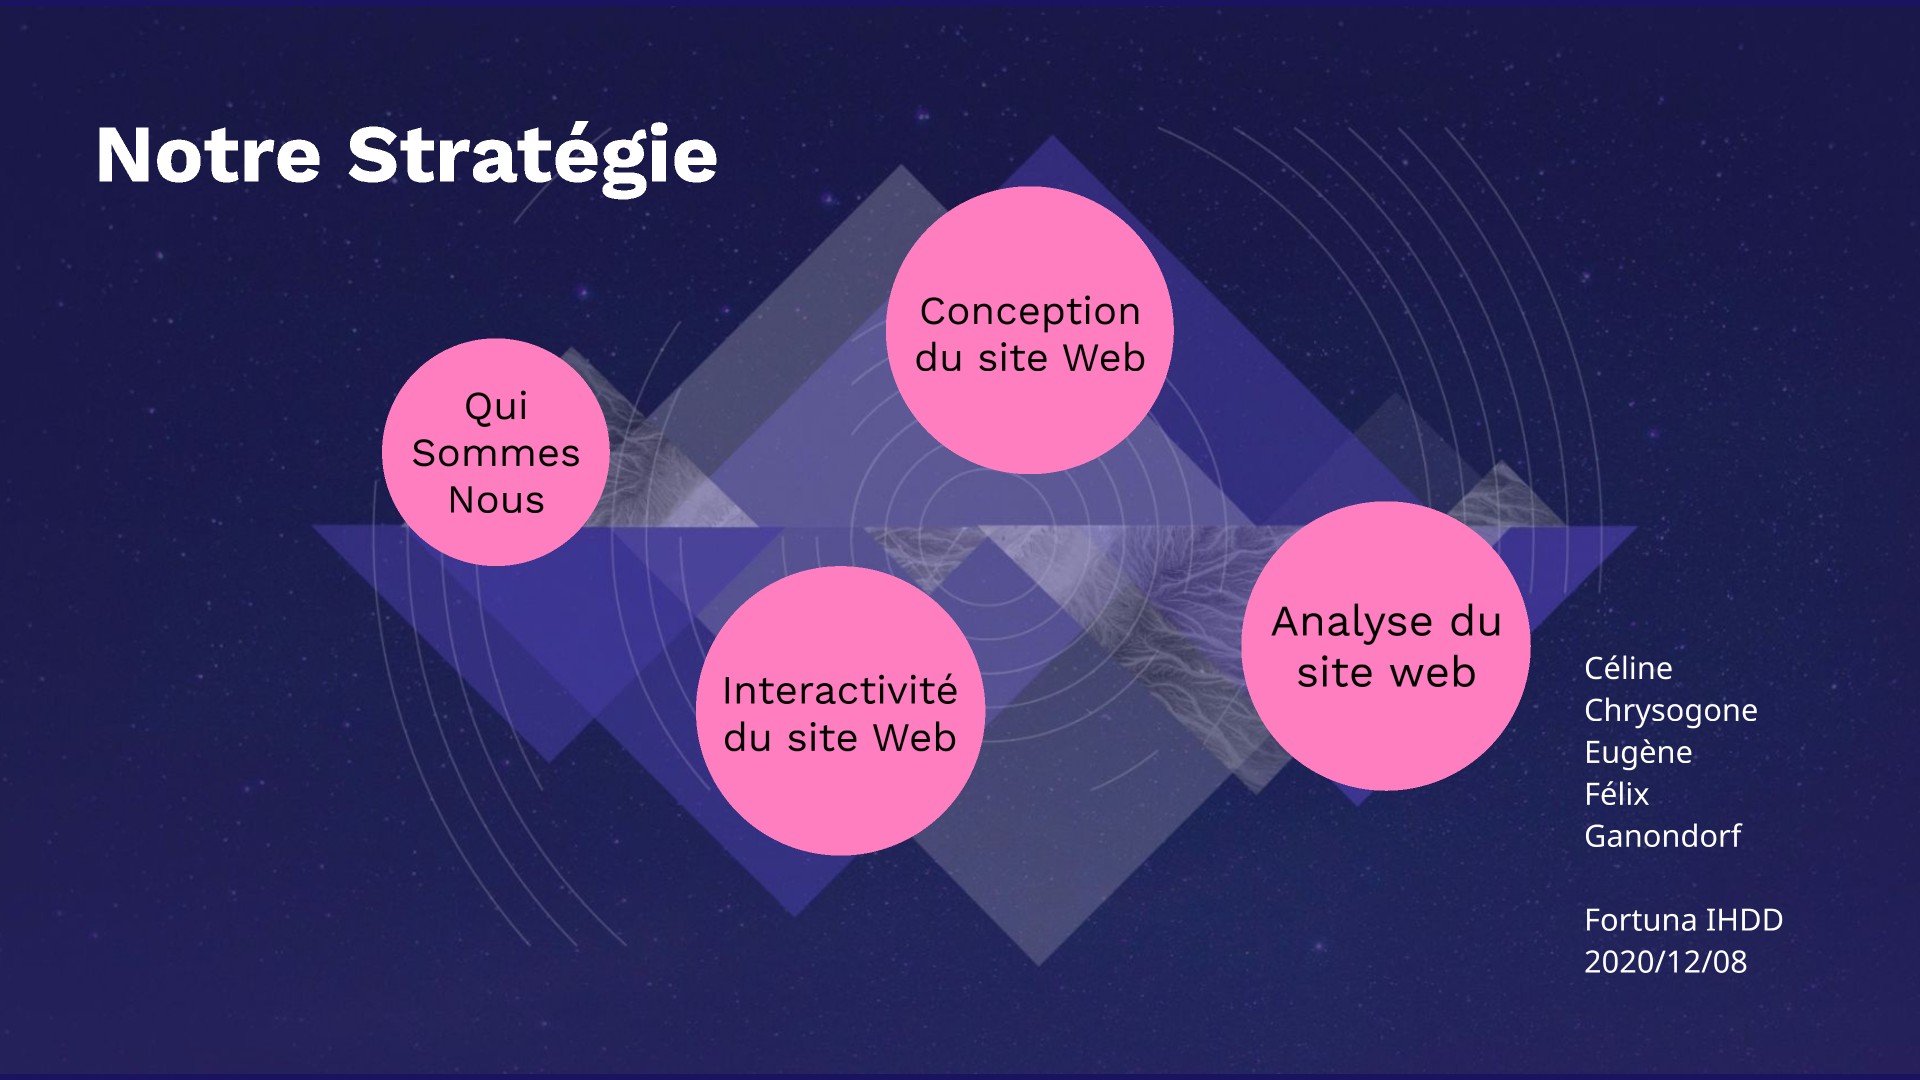 Notre Stratégie
Qui
Sommes
Nous
Conception
du site Web
Interactivité
du site Web
Analyse du
site web
Céline
Chrysogone
Eugène
Félix
Ganondorf
Fortuna IHDD
2020/12/08